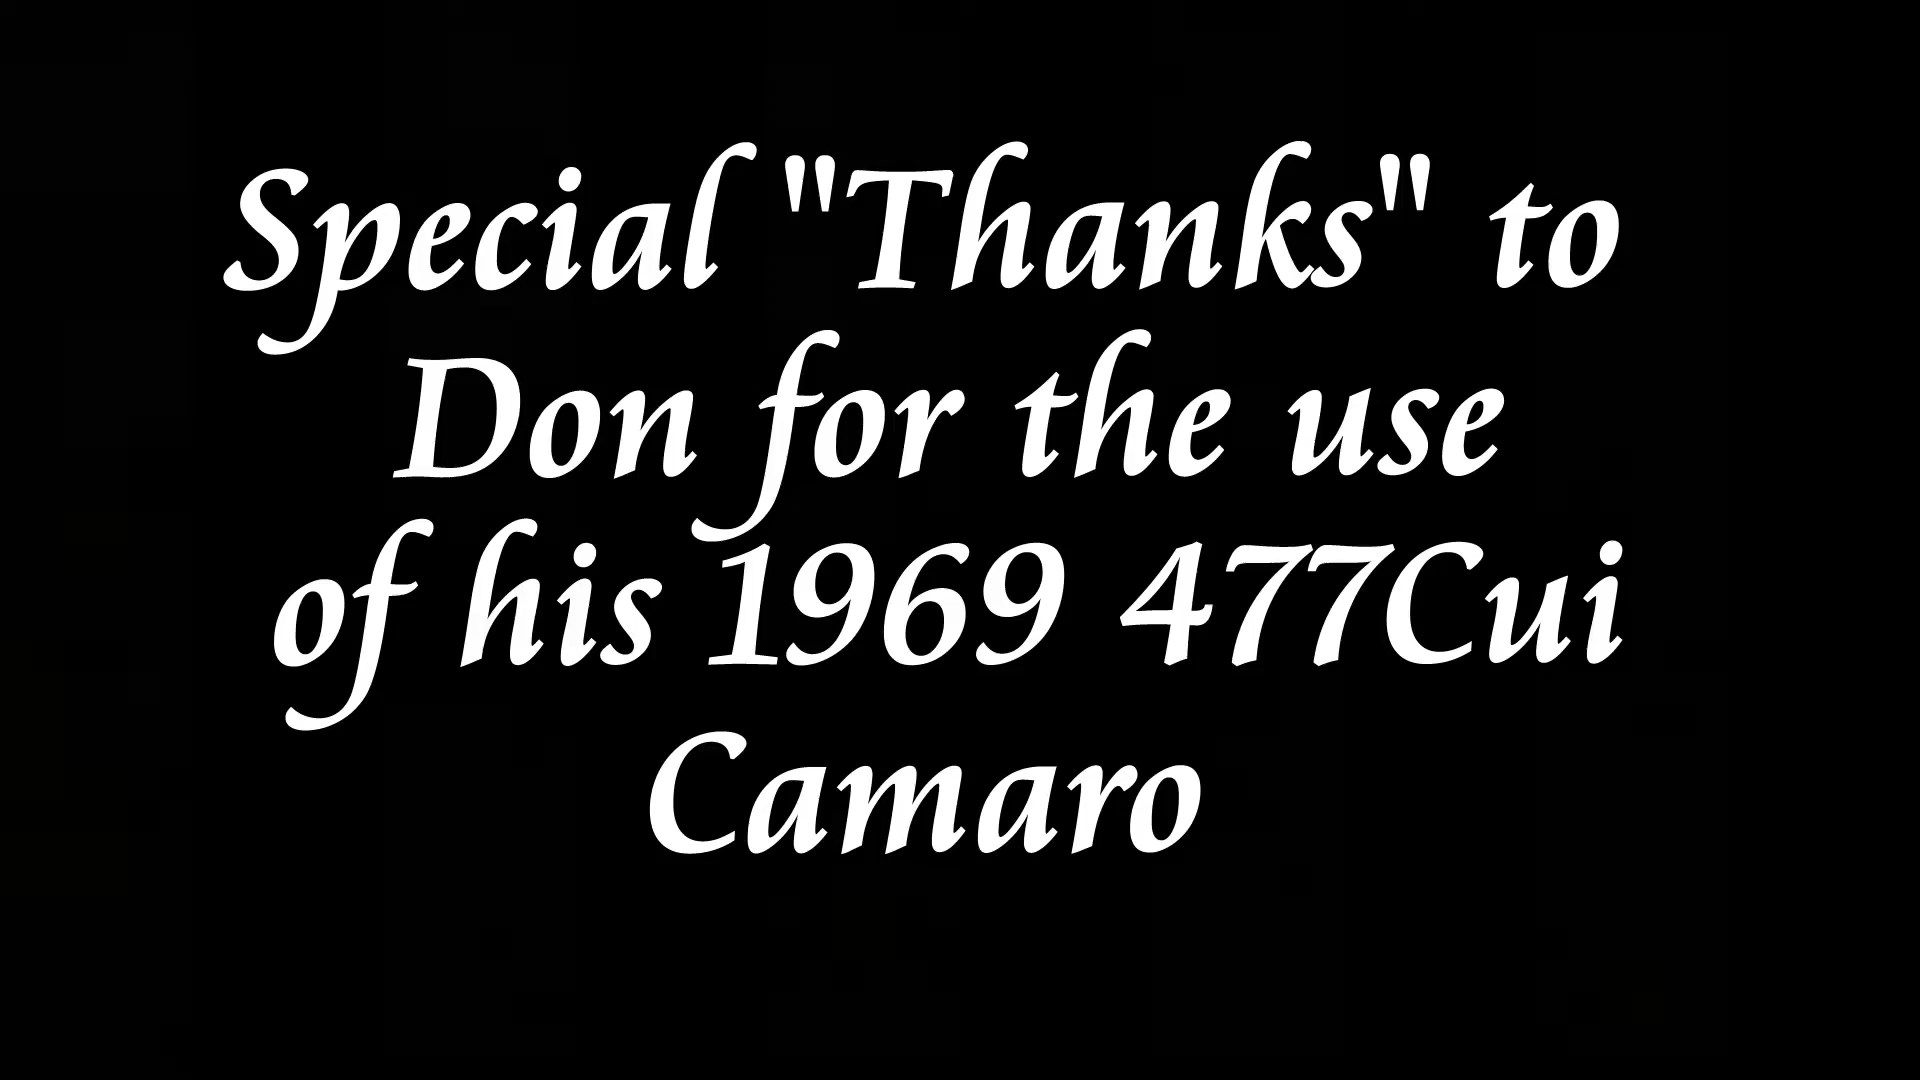 Special "Thanks" to
Don for the use
of his 1969 477Cui
Camaro